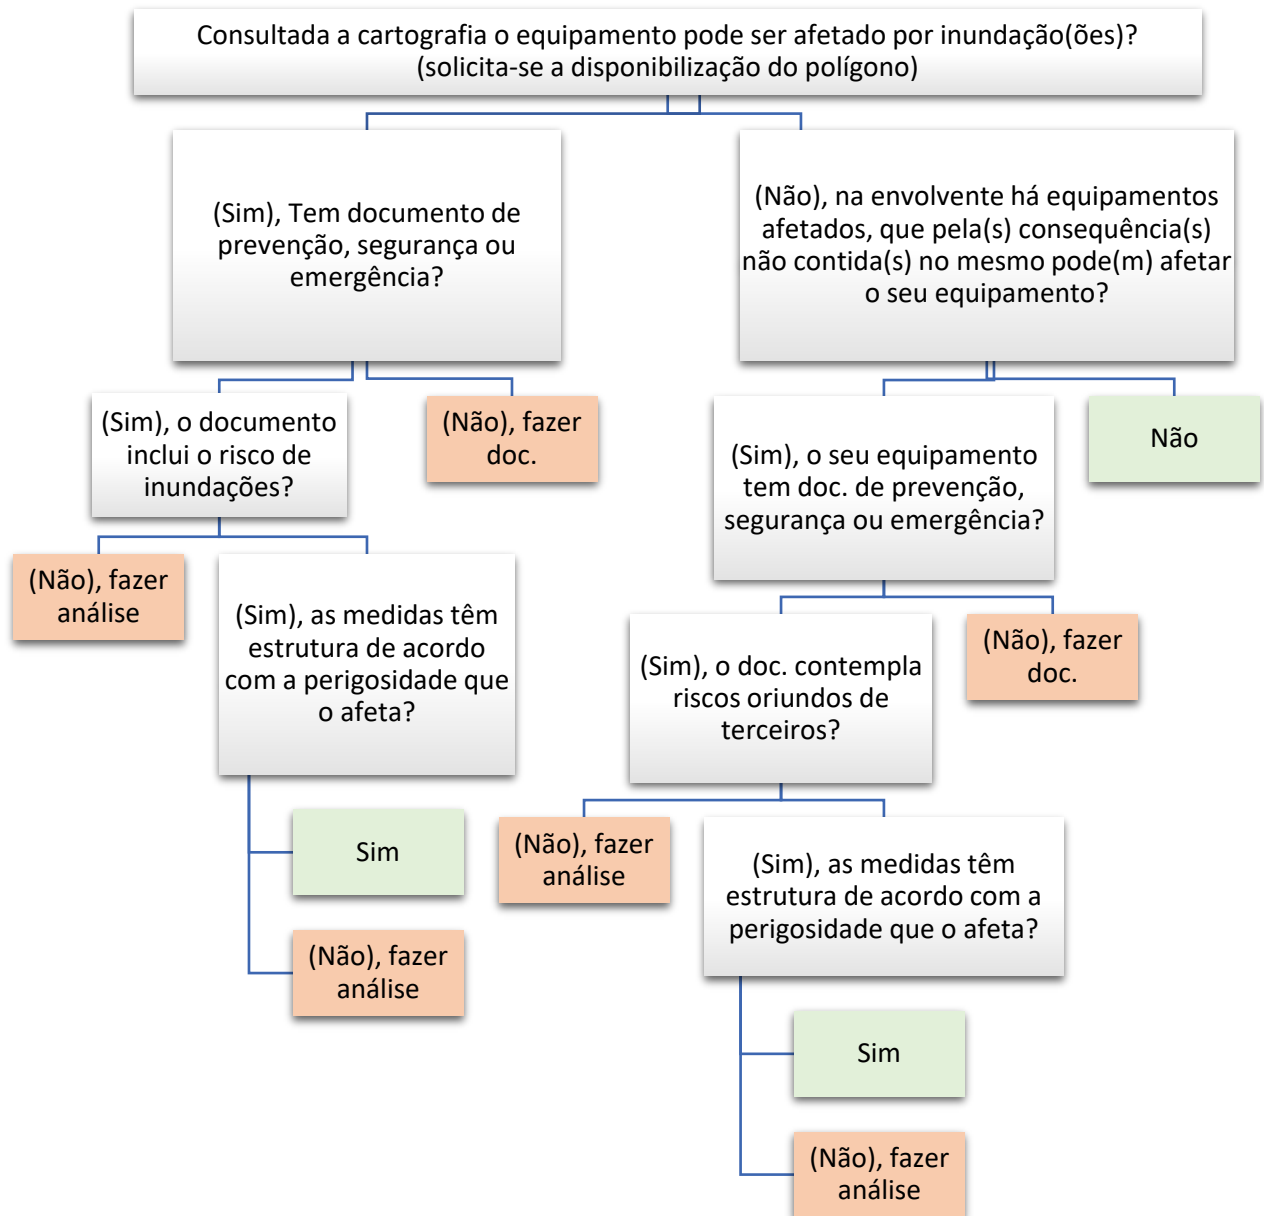 Consultada a cartografia o equipamento pode ser afetado por inundação(ões)?
(solicita-se a disponibilização do polígono)
(Sim), Tem documento de
prevenção, segurança ou
emergência?
(Não), na envolvente há equipamentos
afetados, que pela(s) consequência(s)
não contida(s) no mesmo pode(m) afetar
o seu equipamento?
(Sim), o documento
inclui o risco de
inundações?
(Não), fazer
doc.
(Sim), o seu equipamento
tem doc. de prevenção,
segurança ou emergência?
Não
(Não), fazer
análise
(Sim), as medidas têm
estrutura de acordo
com a perigosidade que
o afeta?
(Sim), o doc. contempla
riscos oriundos de
terceiros?
(Não), fazer
doc.
Sim
(Não), fazer
análise
(Não), fazer
análise
(Sim), as medidas têm
estrutura de acordo com a
perigosidade que o afeta?
Sim
(Não), fazer
análise